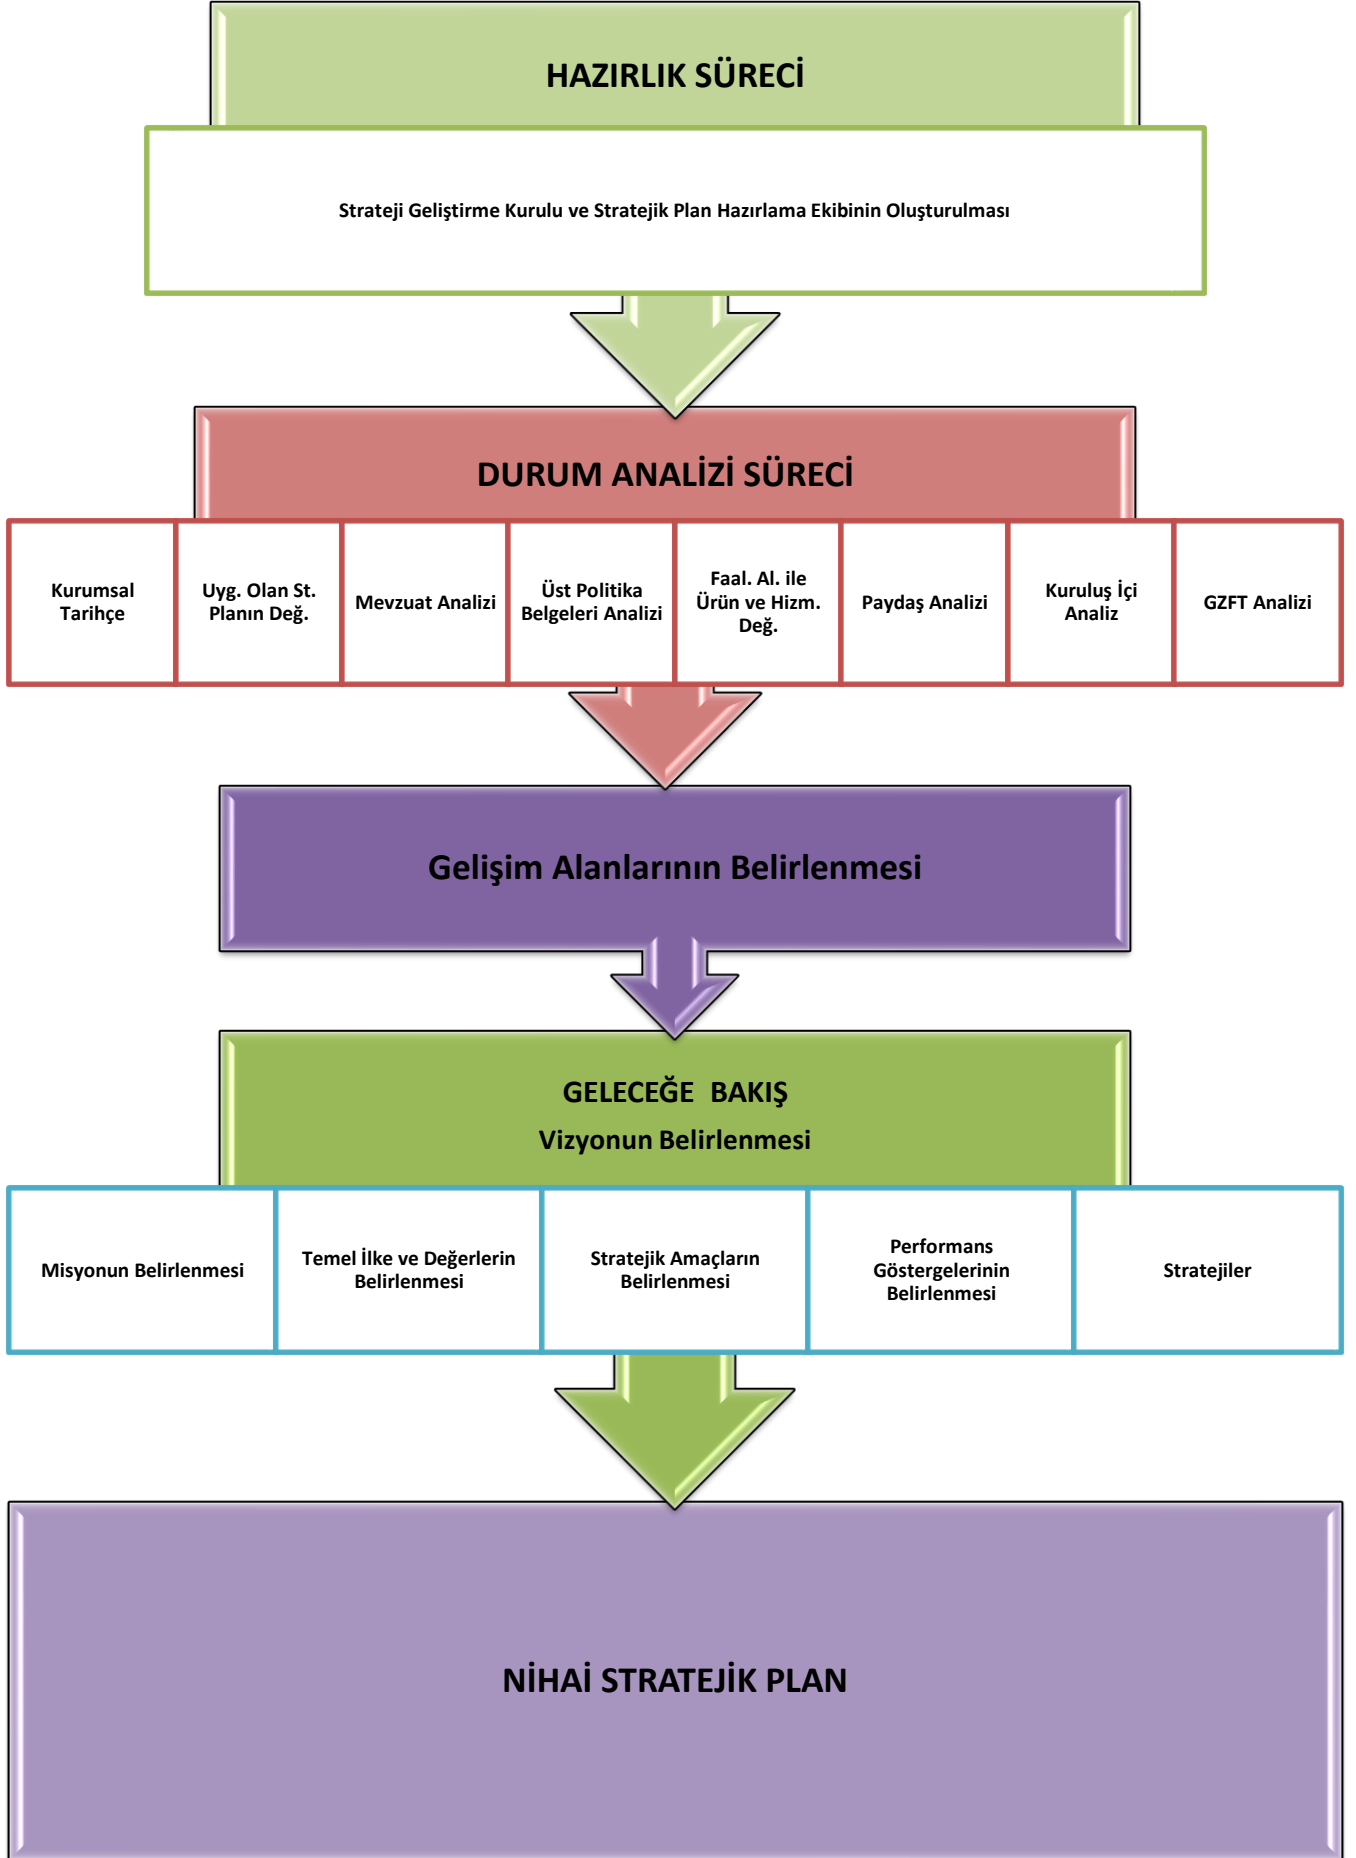 HAZIRLIK SÜRECİ
Strateji Geliştirme Kurulu ve Stratejik Plan Hazırlama Ekibinin Oluşturulması
DURUM ANALİZİ SÜRECİ
Kurumsal
Tarihçe
Uyg. Olan St.
Planın Değ.
Mevzuat Analizi
Üst Politika
Belgeleri Analizi
Faal. Al. ile
Ürün ve Hizm.
Değ.
Paydaş Analizi
Kuruluş İçi
Analiz
GZFT Analizi
Gelişim Alanlarının Belirlenmesi
GELECEĞE BAKIŞ
Vizyonun Belirlenmesi
Misyonun Belirlenmesi
Temel İlke ve Değerlerin
Belirlenmesi
Stratejik Amaçların
Belirlenmesi
Performans
Göstergelerinin
Belirlenmesi
Stratejiler
NİHAİ STRATEJİK PLAN